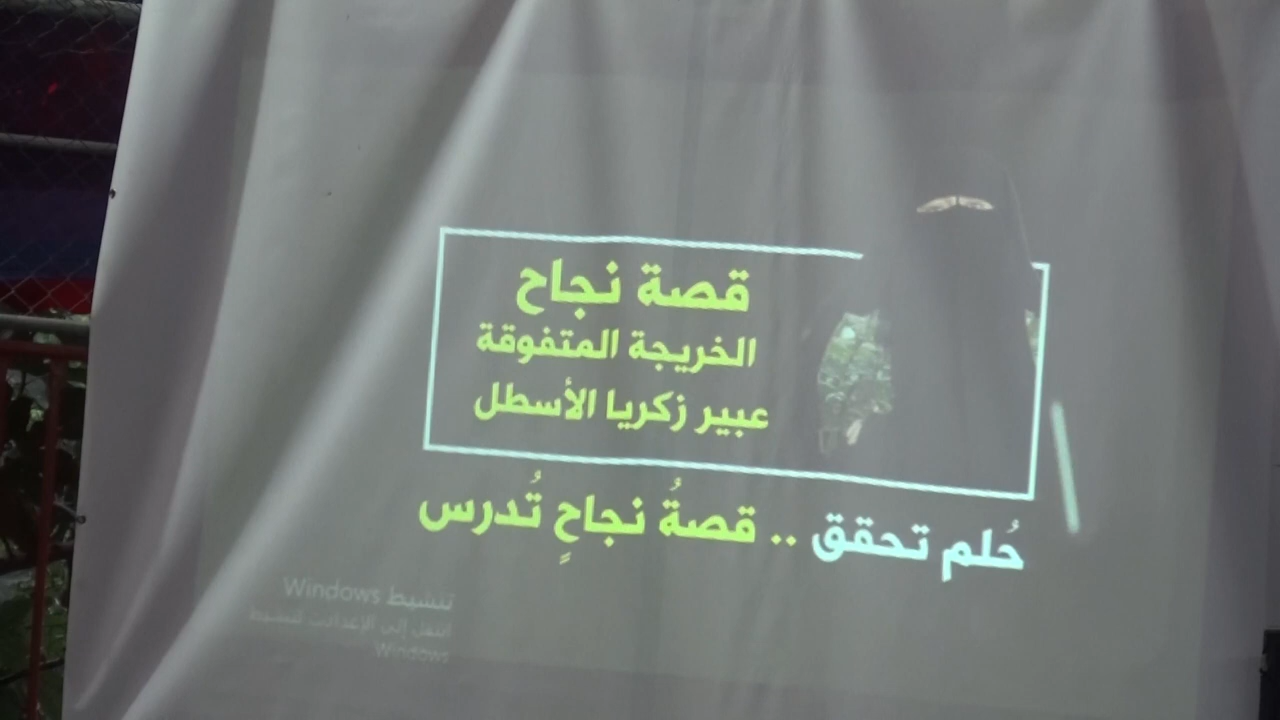 قصة نجاح
الخريجة المتفوقة
عبير زكريا الأسطل
حُلم تحقق .. قصةُ نجاحٍ تُدرس
تنشيط Windows
انتقل إلى الإعدادات لتنشيط
Windows